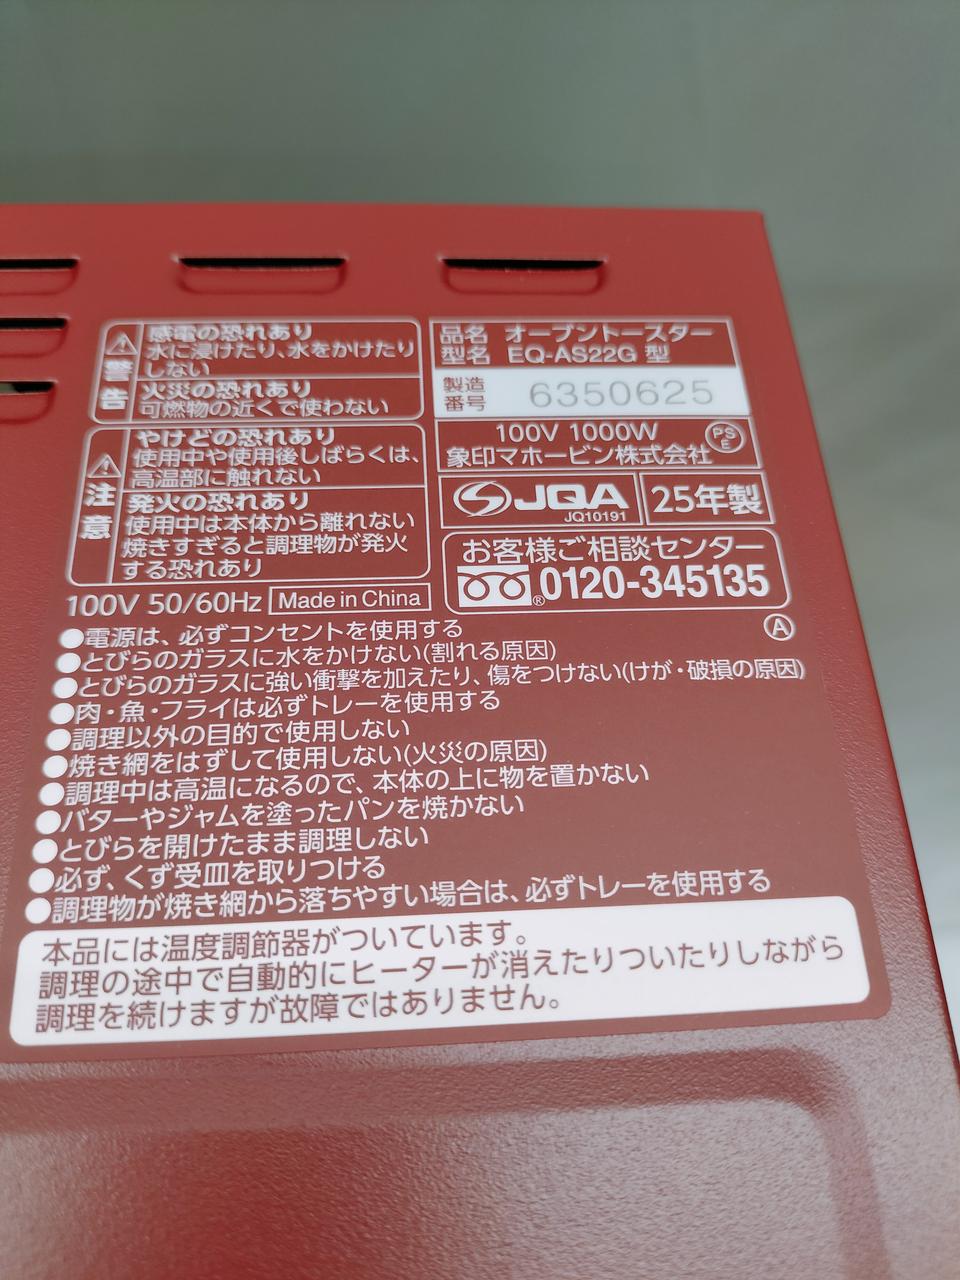 警告
感電の恐れあり
水に浸けたり、水をかけたり
しない
火災の恐れあり
可燃物の近くで使わない
注意
やけどの恐れあり
使用中や使用後しばらくは、
高温部に触れない
発火の恐れあり
使用中は本体から離れない
焼きすぎると調理物が発火
する恐れあり
100V 50/60Hz Made in China
品名 オーブントースター
型名 EQ-AS22G 型
製造番号 6350625
100V 1000W
PS E
象印マホービン株式会社
JQA
JQ10191
25年製
お客様ご相談センター
®0120-345135
Ⓐ
●電源は、必ずコンセントを使用する
●とびらのガラスに水をかけない(割れる原因)
●とびらのガラスに強い衝撃を加えたり、傷をつけない(けが・破損の原因)
●肉・魚・フライは必ずトレーを使用する
●調理以外の目的で使用しない
●焼き網をはずして使用しない(火災の原因)
●調理中は高温になるので、本体の上に物を置かない
●バターやジャムを塗ったパンを焼かない
●とびらを開けたまま調理しない
●必ず、くず受皿を取りつける
●調理物が焼き網から落ちやすい場合は、必ずトレーを使用する
本品には温度調節器がついています。
調理の途中で自動的にヒーターが消えたりついたりしながら
調理を続けますが故障ではありません。